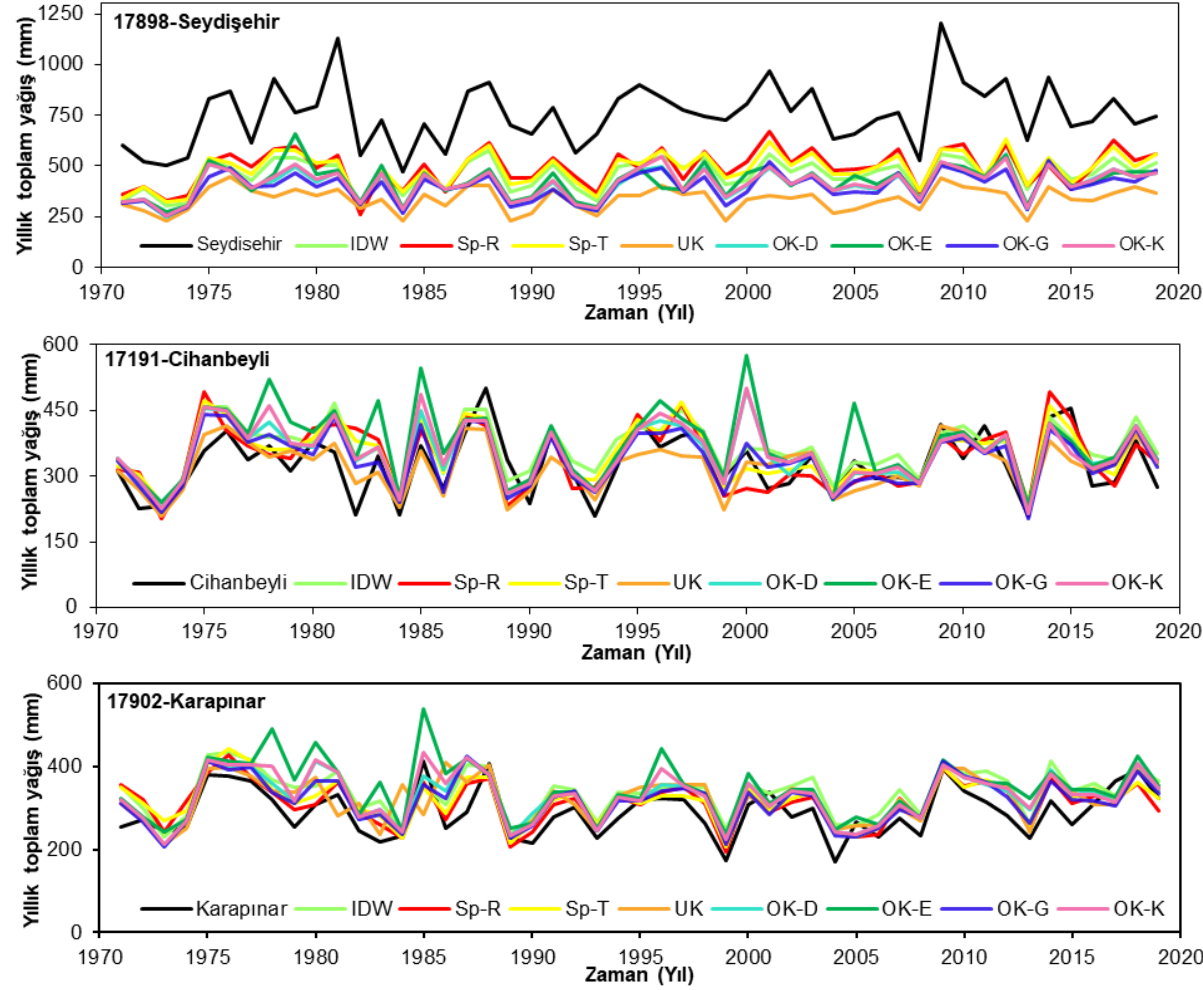 17898-Seydişehir
Yıllık toplam yağış (mm)
1250
1000
750
500
250
0
Seydisehir IDW Sp-R Sp-T UK OK-D OK-E OK-G OK-K
1970 1975 1980 1985 1990 1995 2000 2005 2010 2015 2020
Zaman (Yıl)
17191-Cihanbeyli
Yıllık toplam yağış (mm)
600
450
300
150
0
Cihanbeyli IDW Sp-R Sp-T UK OK-D OK-E OK-G OK-K
1970 1975 1980 1985 1990 1995 2000 2005 2010 2015 2020
Zaman (Yıl)
17902-Karapınar
Yıllık toplam yağış (mm)
600
400
200
0
Karapınar IDW Sp-R Sp-T UK OK-D OK-E OK-G OK-K
1970 1975 1980 1985 1990 1995 2000 2005 2010 2015 2020
Zaman (Yıl)